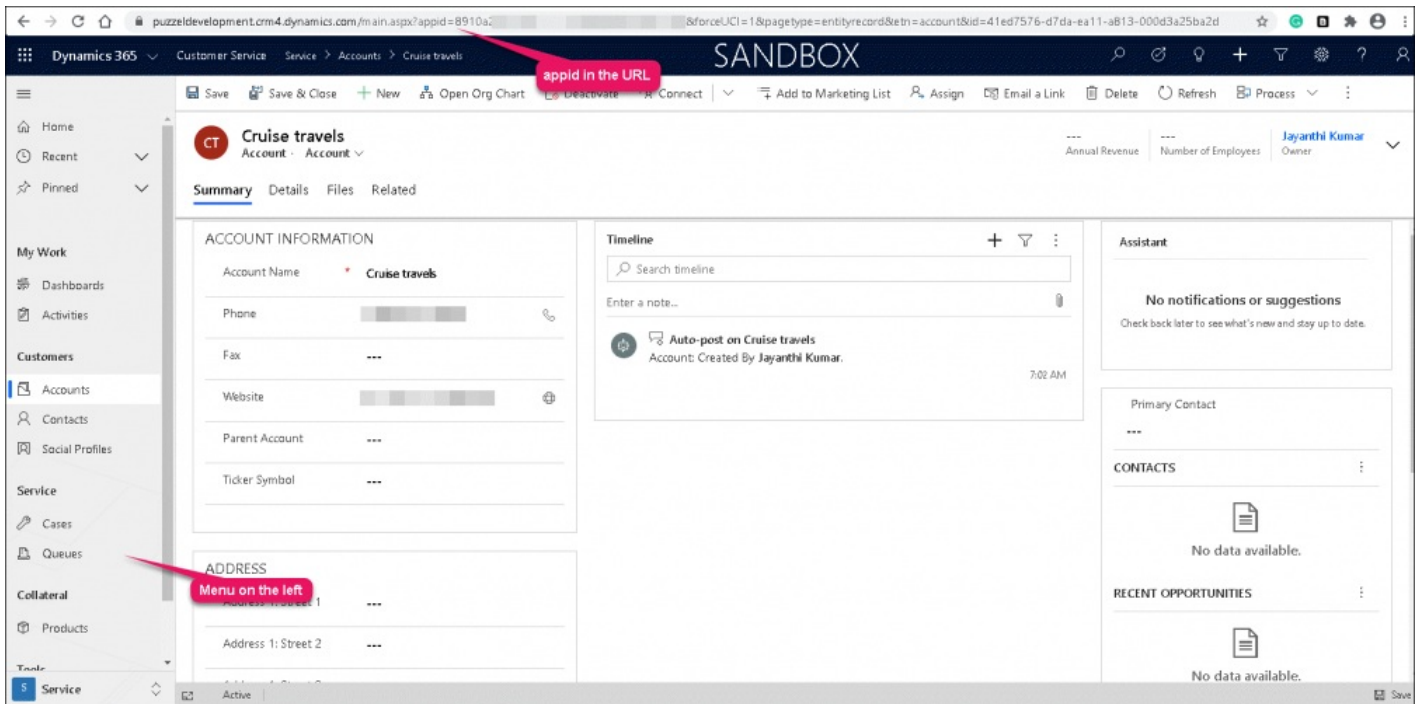 puzzeldevelopment.crm4.dynamics.com/main.aspx?appid=8910a &forceUCI=1&pagetype=entityrecord&etn=account&id=41ed7576-d7da-ea11-a813-000d3a25ba2d
Dynamics 365 Customer Service Service > Accounts > Cruise travels SANDBOX
appid in the URL
Save Save & Close + New Open Org Chart Deactivate Connect Add to Marketing List Assign Email a Link Delete Refresh Process
Home
Recent
Pinned
My Work
Dashboards
Activities
Customers
Accounts
Contacts
Social Profiles
Service
Cases
Queues
Collateral
Products
Tools
S Service
CT Cruise travels
Account · Account
--- Annual Revenue
--- Number of Employees
Jayanthi Kumar
Owner
Summary Details Files Related
ACCOUNT INFORMATION
Account Name * Cruise travels
Phone
Fax ---
Website
Parent Account ---
Ticker Symbol ---
ADDRESS
Menu on the left
Address 1: Street 1 ---
Address 1: Street 2 ---
Timeline
Search timeline
Enter a note...
Auto-post on Cruise travels
Account: Created By Jayanthi Kumar.
7:02 AM
Assistant
No notifications or suggestions
Check back later to see what's new and stay up to date.
Primary Contact
---
CONTACTS
No data available.
RECENT OPPORTUNITIES
No data available.
Active
Save